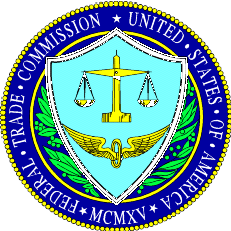 FEDERAL TRADE COMMISSION ★ UNITED STATES OF AMERICA
★ MCMXV ★